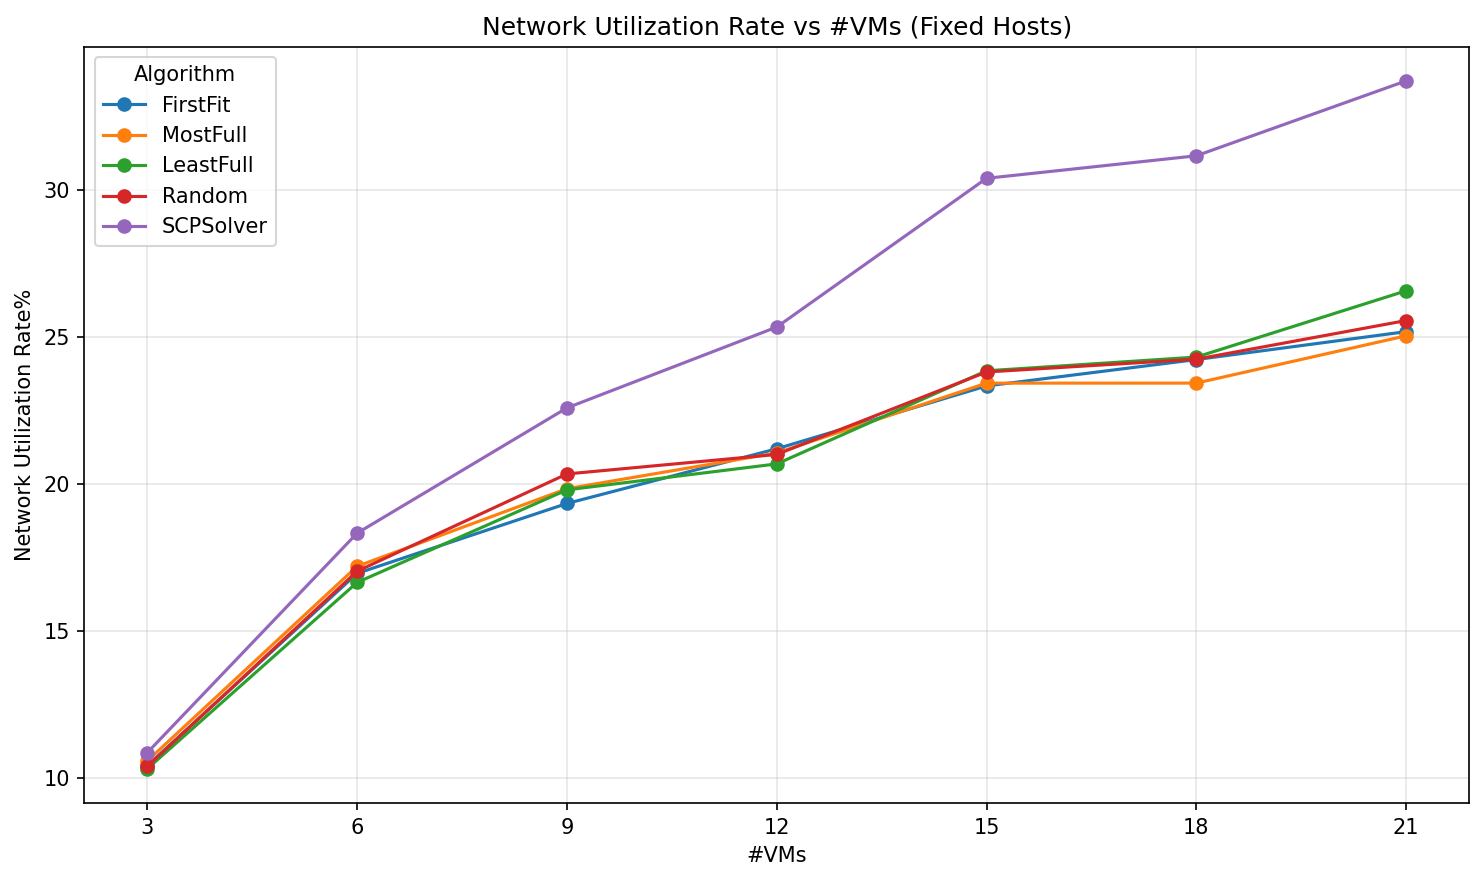 Network Utilization Rate vs #VMs (Fixed Hosts)
Algorithm
FirstFit
MostFull
LeastFull
Random
SCPSolver
Network Utilization Rate%
30
25
20
15
10
3 6 9 12 15 18 21
#VMs